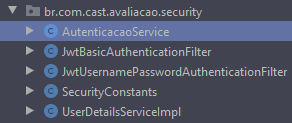 br.com.cast.avaliacao.security
AutenticacaoService
JwtBasicAuthenticationFilter
JwtUsernamePasswordAuthenticationFilter
SecurityConstants
UserDetailsServiceImpl